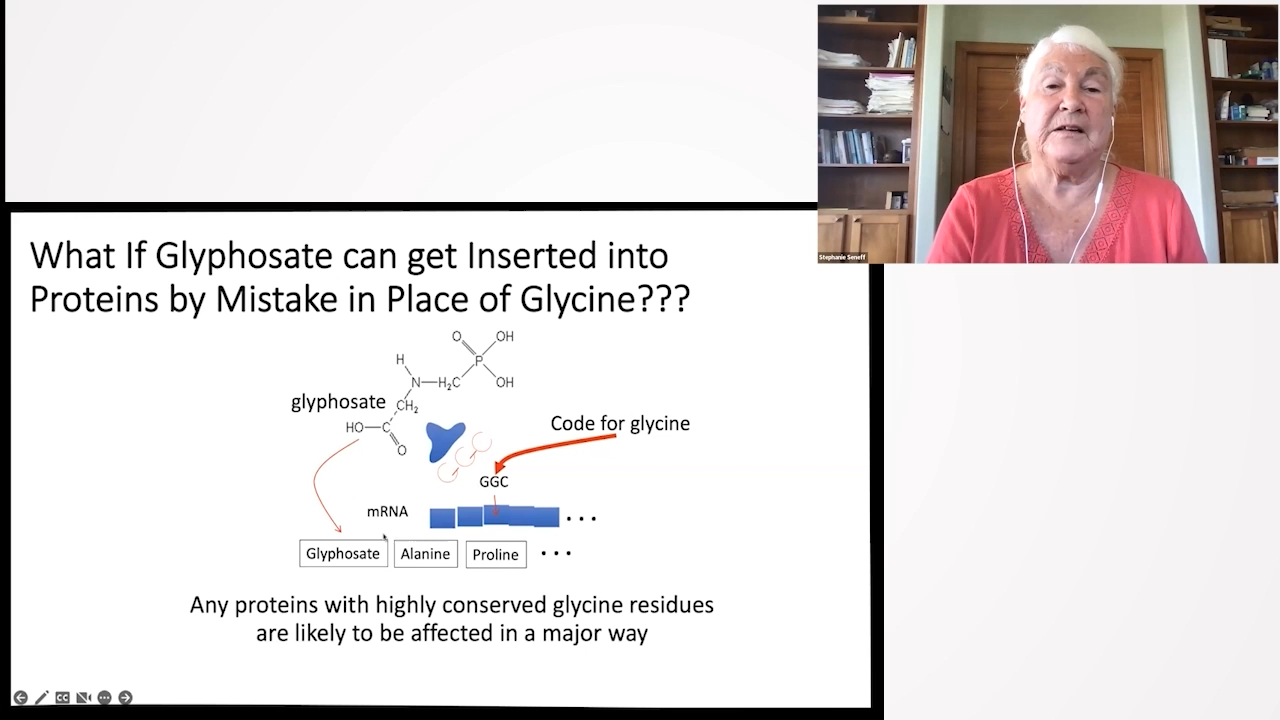 Stephanie Seneff
What If Glyphosate can get Inserted into
Proteins by Mistake in Place of Glycine???
O
OH
H
P
N
H₂C
OH
glyphosate
CH₂
HO
C
O
Code for glycine
GGC
mRNA
...
Glyphosate
Alanine
Proline
...
Any proteins with highly conserved glycine residues
are likely to be affected in a major way
CC